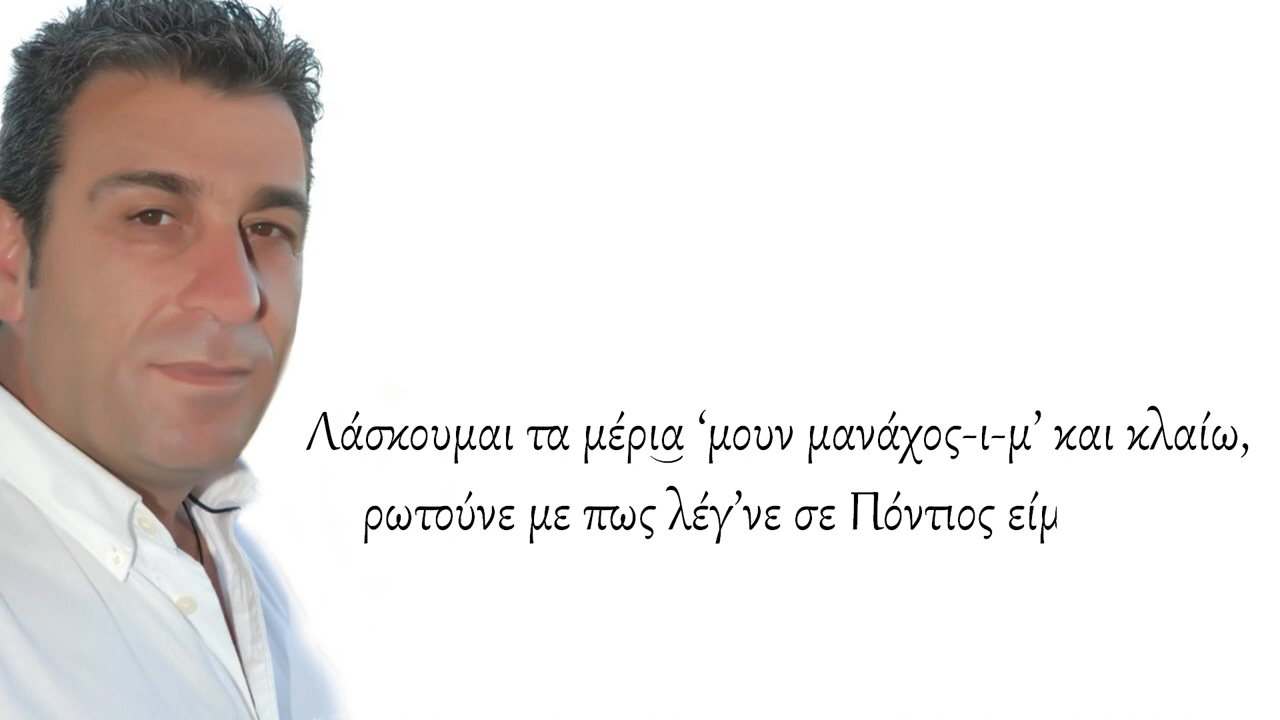 Λάσκουμαι τα μέρια ‘μουν μανάχος-ι-μ’ και κλαίω,
ρωτούνε με πως λέγ’νε σε Πόντιος είμ